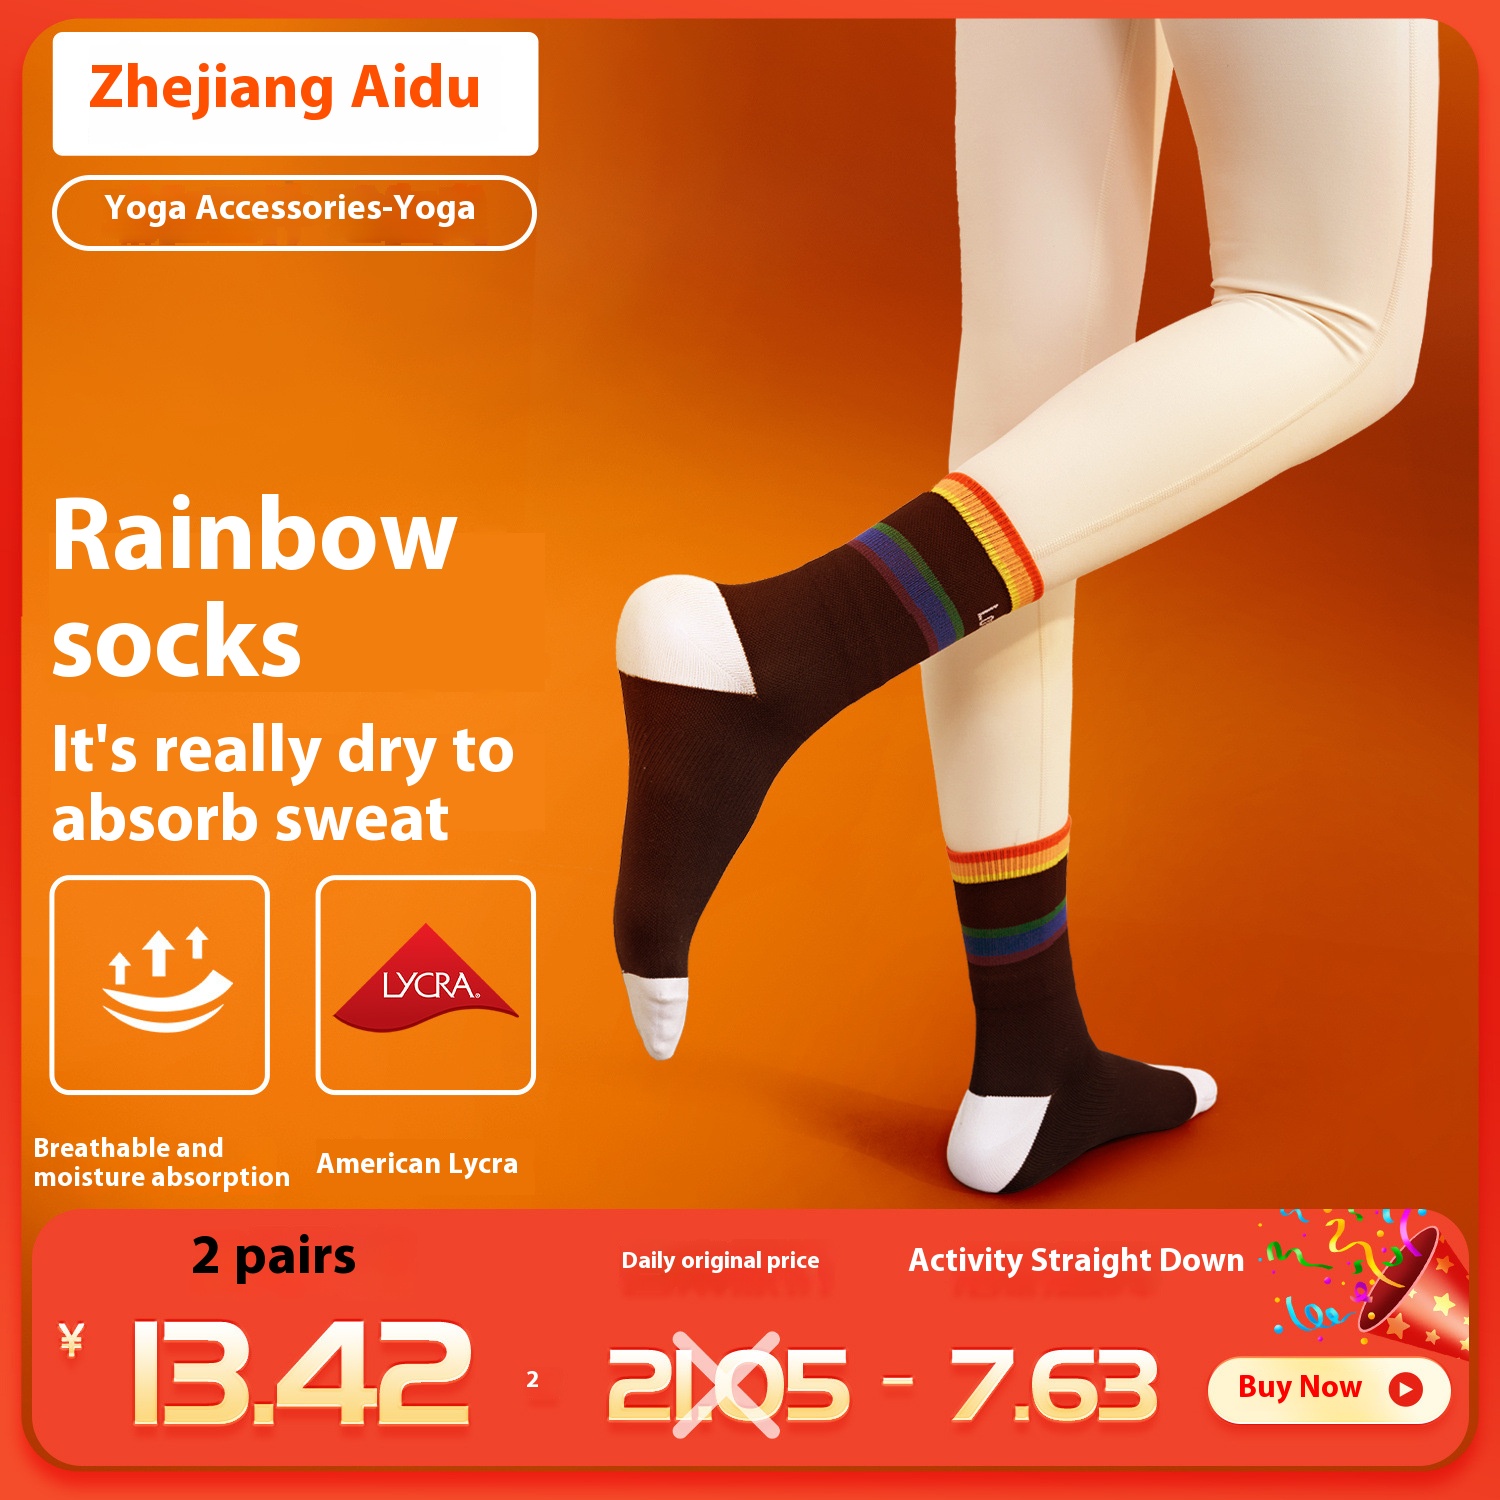 Zhejiang Aidu
Yoga Accessories-Yoga
Rainbow
socks
It's really dry to
absorb sweat
LYCRA®
Breathable and
moisture absorption
American Lycra
2 pairs
Daily original price
Activity Straight Down
¥ 13.42
2
21.05 - 7.63
Buy Now